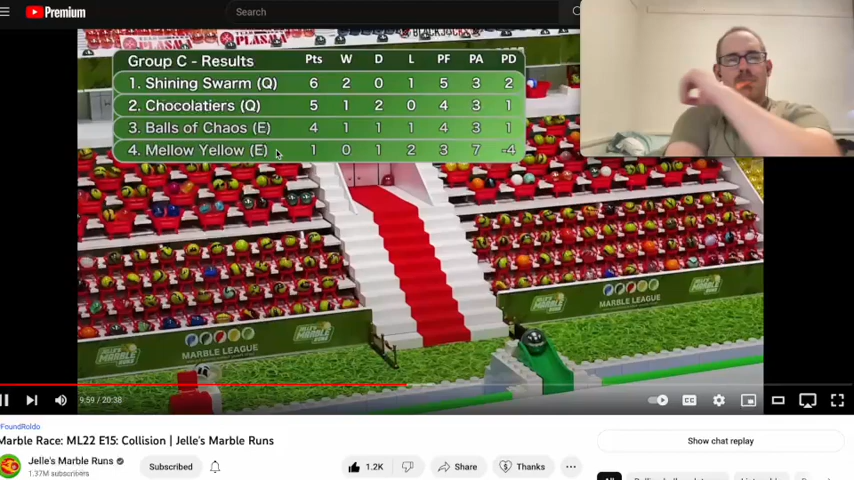 Premium
Search
Group C - Results Pts W D L PF PA PD
1. Shining Swarm (Q) 6 2 0 1 5 3 2
2. Chocolatiers (Q) 5 1 2 0 4 3 1
3. Balls of Chaos (E) 4 1 1 1 4 3 1
4. Mellow Yellow (E) 1 0 1 2 3 7 -4
MARBLE LEAGUE
MARBLE LEAGUE
9:59 / 20:38
FoundRoldo
Marble Race: ML22 E15: Collision | Jelle's Marble Runs
Show chat replay
Jelle's Marble Runs
1.37M subscribers
Subscribed
1.2K
Share
Thanks
All